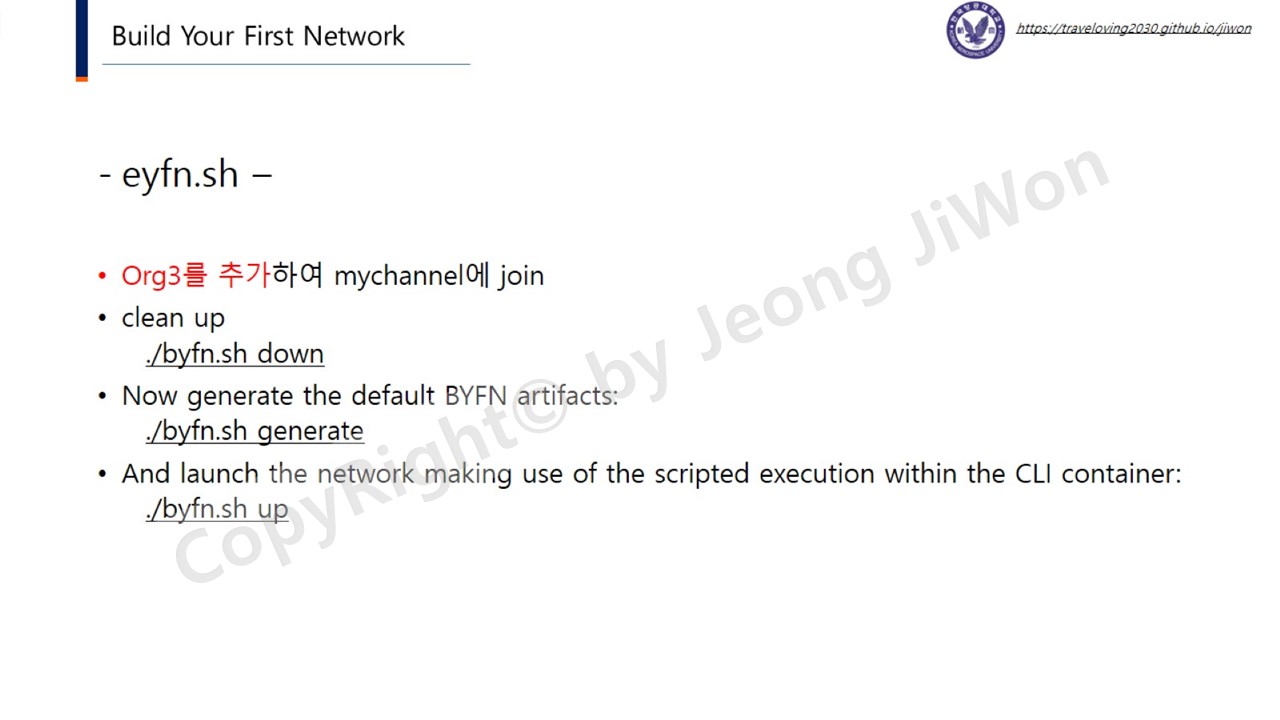 Build Your First Network
https://traveloving2030.github.io/jiwon
- eyfn.sh –
• Org3를 추가하여 mychannel에 join
• clean up
./byfn.sh down
• Now generate the default BYFN artifacts:
./byfn.sh generate
• And launch the network making use of the scripted execution within the CLI container:
./byfn.sh up
CopyRight© by Jeong JiWon